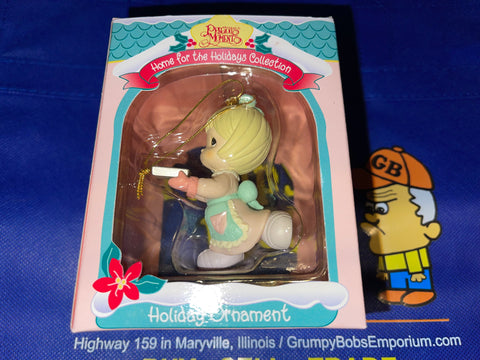 Precious
Moments
Home for the Holidays Collection
GB
Holiday Ornament
Highway 159 in Maryville, Illinois / GrumpyBobsEmporium.com